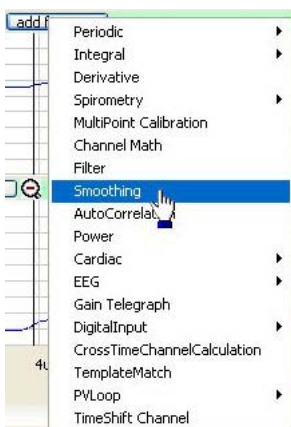 add f
Periodic
Integral
Derivative
Spirometry
MultiPoint Calibration
Channel Math
Filter
Smoothing
AutoCorrelation
Power
Cardiac
EEG
Gain Telegraph
DigitalInput
CrossTimeChannelCalculation
TemplateMatch
PVLoop
TimeShift Channel